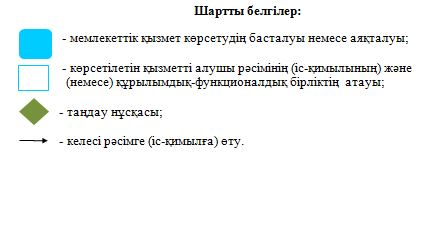 Шартты белгілер:
- мемлекеттік қызмет көрсетудің басталуы немесе аяқталуы;
- көрсетілетін қызметті алушы рәсімінің (іс-қимылының) және
(немесе) құрылымдық-функционалдық бірліктің атауы;
- таңдау нұсқасы;
- келесі рәсімге (іс-қимылға) өту.